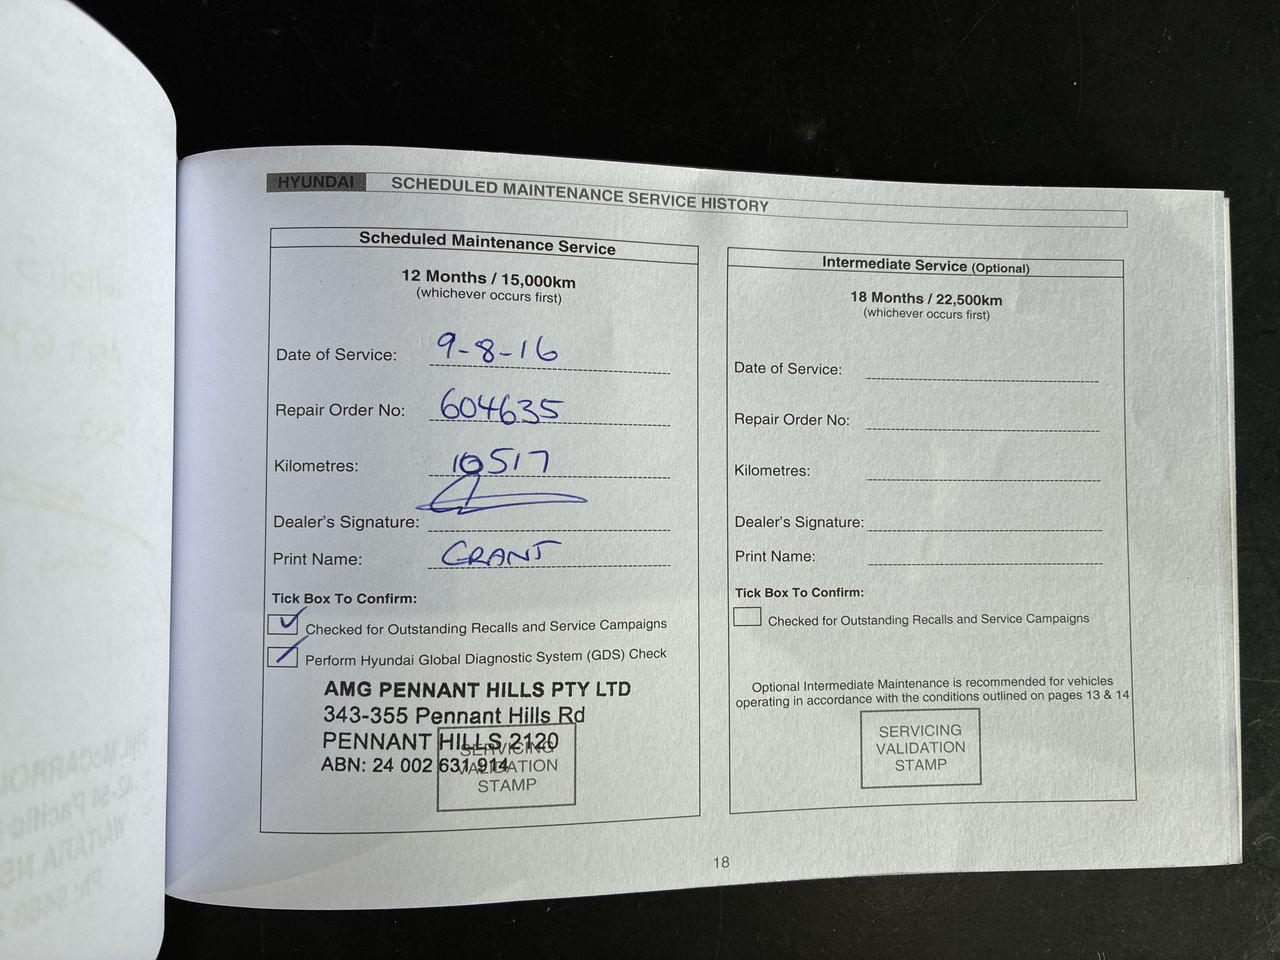 HYUNDAI SCHEDULED MAINTENANCE SERVICE HISTORY
Scheduled Maintenance Service
12 Months / 15,000km
(whichever occurs first)
Date of Service: 9-8-16
Repair Order No: 604635
Kilometres: 10517
Dealer's Signature:
Print Name: GRANT
Tick Box To Confirm:
Checked for Outstanding Recalls and Service Campaigns
Perform Hyundai Global Diagnostic System (GDS) Check
AMG PENNANT HILLS PTY LTD
343-355 Pennant Hills Rd
PENNANT HILLS 2120
ABN: 24 002 631 914
SERVICING
VALIDATION
STAMP
Intermediate Service (Optional)
18 Months / 22,500km
(whichever occurs first)
Date of Service:
Repair Order No:
Kilometres:
Dealer's Signature:
Print Name:
Tick Box To Confirm:
Checked for Outstanding Recalls and Service Campaigns
Optional Intermediate Maintenance is recommended for vehicles
operating in accordance with the conditions outlined on pages 13 & 14
SERVICING
VALIDATION
STAMP
18